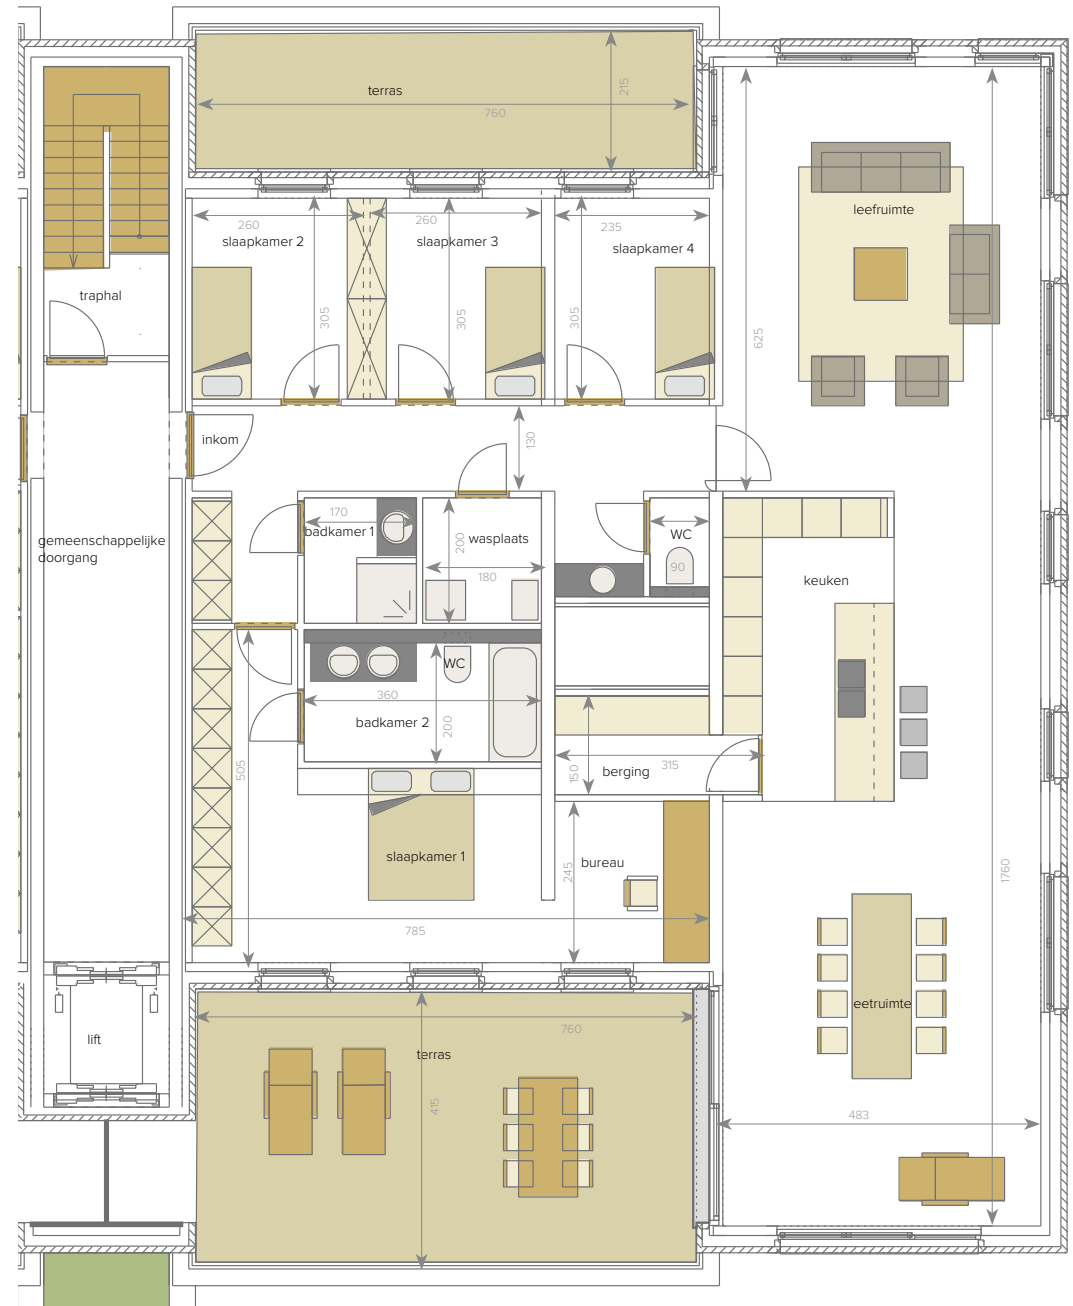 terras
760
215
leefruimte
260
slaapkamer 2
260
slaapkamer 3
235
slaapkamer 4
traphal
305
305
305
625
inkom
130
gemeenschappelijke
doorgang
170
badkamer 1
200
wasplaats
180
WC
90
keuken
WC
360
badkamer 2
200
505
150
berging
315
slaapkamer 1
245
bureau
1760
785
eetruimte
lift
760
terras
415
483